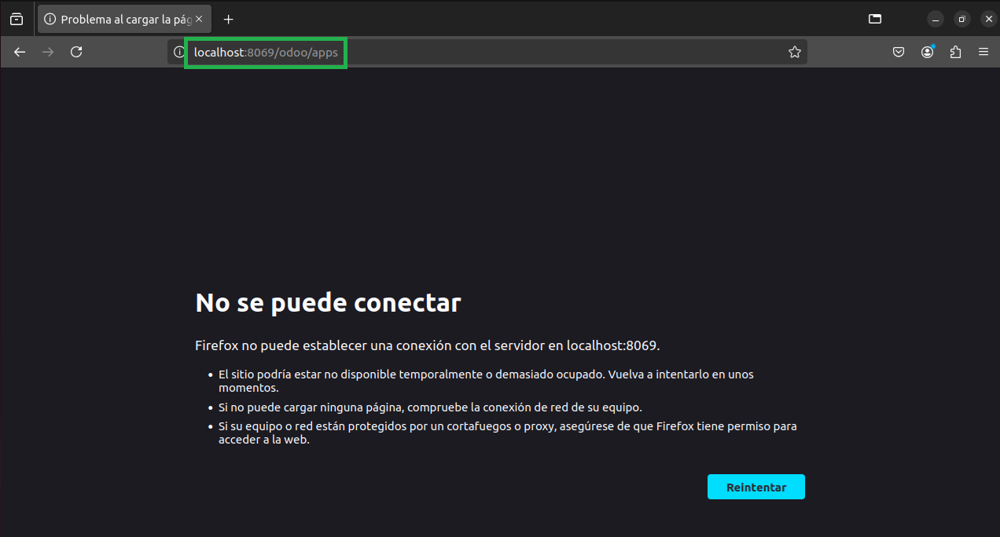 Problema al cargar la pág
localhost:8069/odoo/apps
No se puede conectar
Firefox no puede establecer una conexión con el servidor en localhost:8069.
• El sitio podría estar no disponible temporalmente o demasiado ocupado. Vuelva a intentarlo en unos
momentos.
• Si no puede cargar ninguna página, compruebe la conexión de red de su equipo.
• Si su equipo o red están protegidos por un cortafuegos o proxy, asegúrese de que Firefox tiene permiso para
acceder a la web.
Reintentar